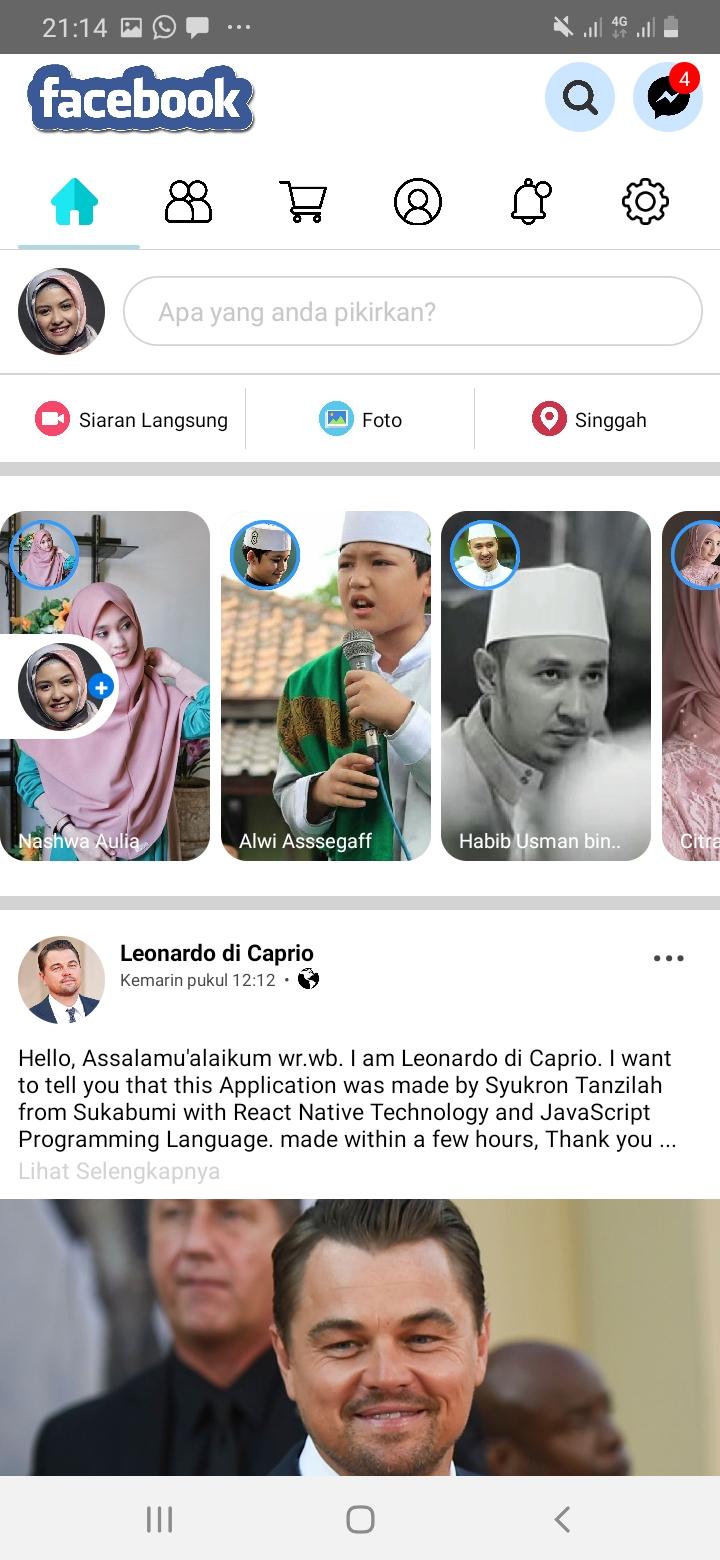 21:14
4G
facebook
4
Apa yang anda pikirkan?
Siaran Langsung
Foto
Singgah
Nashwa Aulia
Alwi Asssegaff
Habib Usman bin..
Citra
Leonardo di Caprio
Kemarin pukul 12:12 •
Hello, Assalamu'alaikum wr.wb. I am Leonardo di Caprio. I want
to tell you that this Application was made by Syukron Tanzilah
from Sukabumi with React Native Technology and JavaScript
Programming Language. made within a few hours, Thank you ...
Lihat Selengkapnya